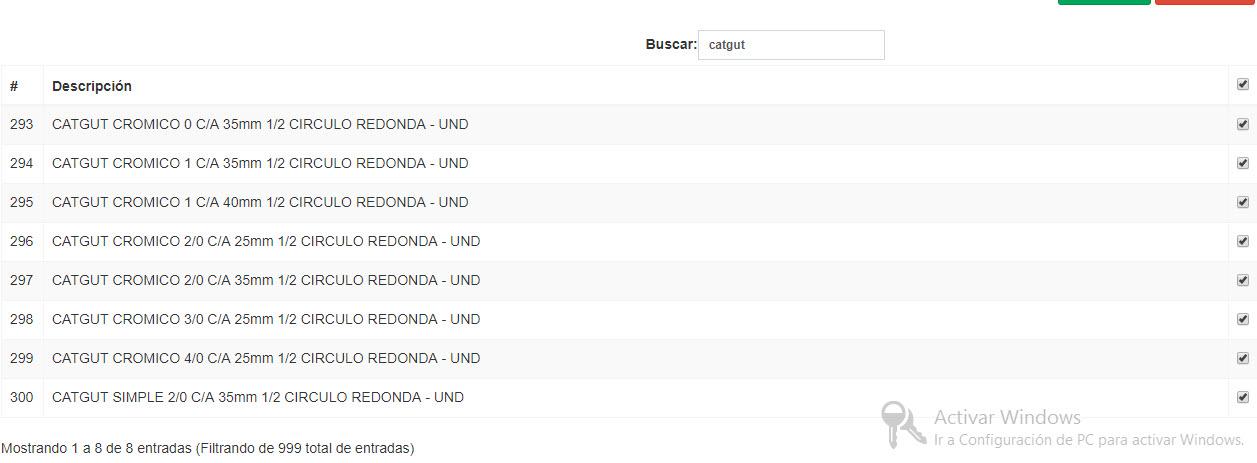 Buscar: catgut
# Descripción
293 CATGUT CROMICO 0 C/A 35mm 1/2 CIRCULO REDONDA - UND
294 CATGUT CROMICO 1 C/A 35mm 1/2 CIRCULO REDONDA - UND
295 CATGUT CROMICO 1 C/A 40mm 1/2 CIRCULO REDONDA - UND
296 CATGUT CROMICO 2/0 C/A 25mm 1/2 CIRCULO REDONDA - UND
297 CATGUT CROMICO 2/0 C/A 35mm 1/2 CIRCULO REDONDA - UND
298 CATGUT CROMICO 3/0 C/A 25mm 1/2 CIRCULO REDONDA - UND
299 CATGUT CROMICO 4/0 C/A 25mm 1/2 CIRCULO REDONDA - UND
300 CATGUT SIMPLE 2/0 C/A 35mm 1/2 CIRCULO REDONDA - UND
Activar Windows
Ir a Configuración de PC para activar Windows.
Mostrando 1 a 8 de 8 entradas (Filtrando de 999 total de entradas)